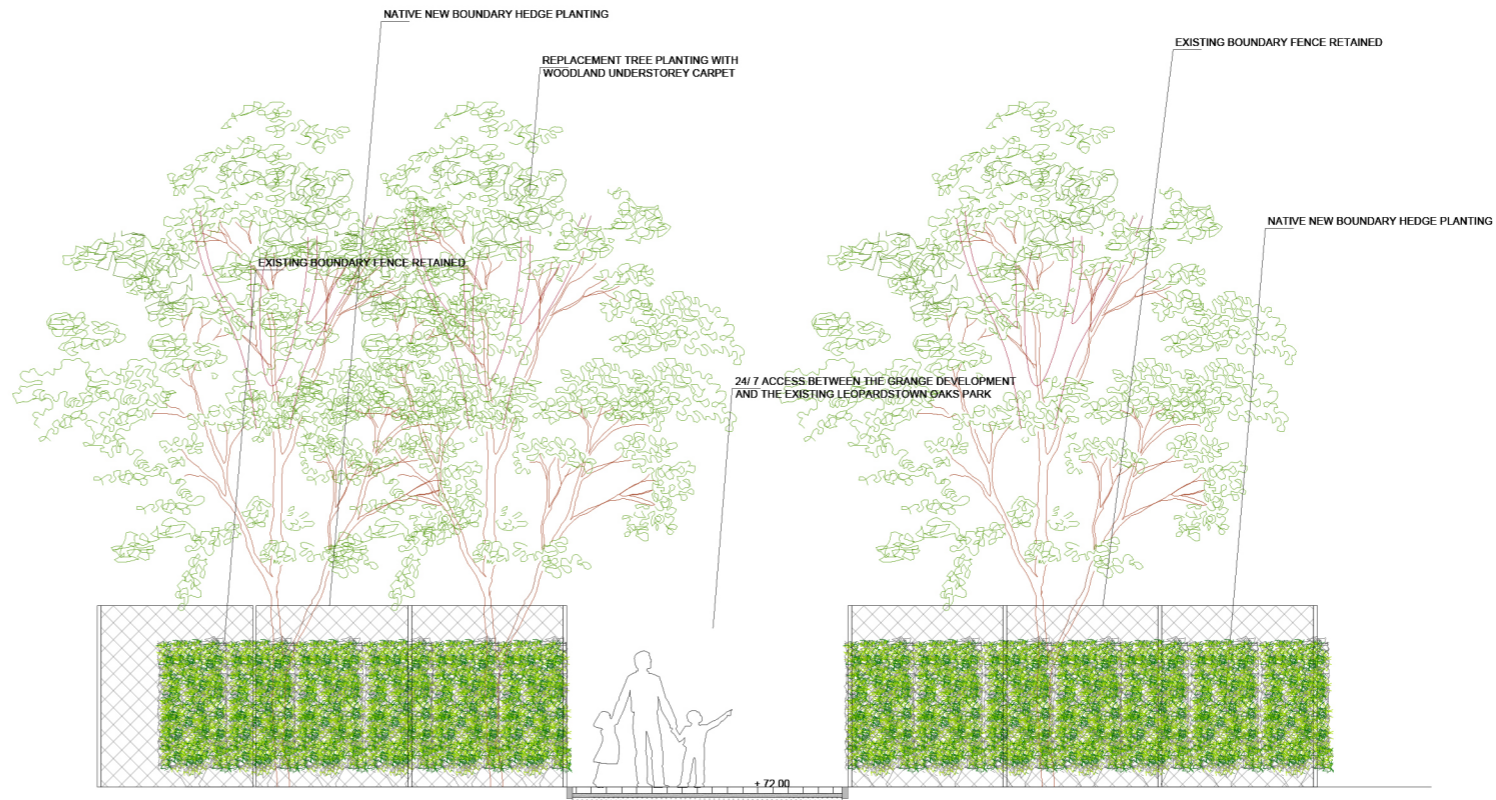 NATIVE NEW BOUNDARY HEDGE PLANTING
EXISTING BOUNDARY FENCE RETAINED
REPLACEMENT TREE PLANTING WITH
WOODLAND UNDERSTOREY CARPET
NATIVE NEW BOUNDARY HEDGE PLANTING
EXISTING BOUNDARY FENCE RETAINED
24/ 7 ACCESS BETWEEN THE GRANGE DEVELOPMENT
AND THE EXISTING LEOPARDSTOWN OAKS PARK
+ 72.00